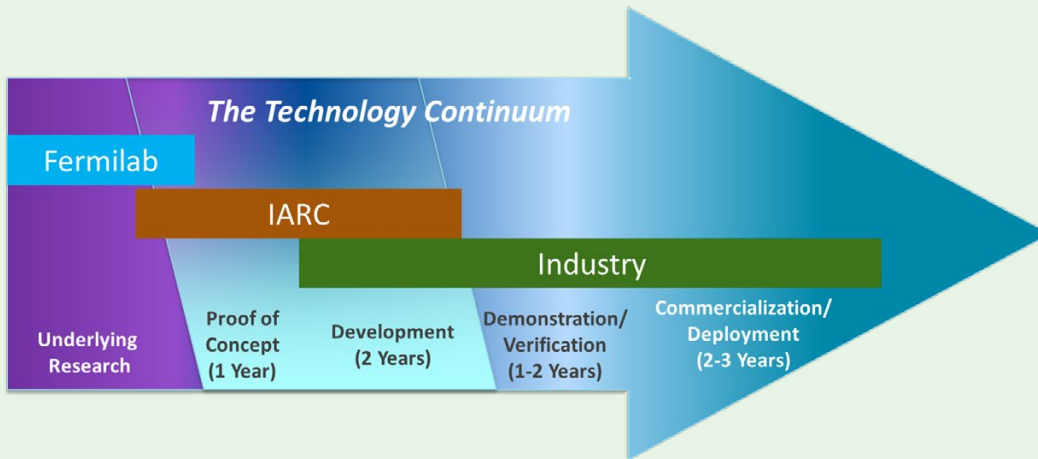 The Technology Continuum
Fermilab
IARC
Industry
Underlying
Research
Proof of
Concept
(1 Year)
Development
(2 Years)
Demonstration/
Verification
(1-2 Years)
Commercialization/
Deployment
(2-3 Years)